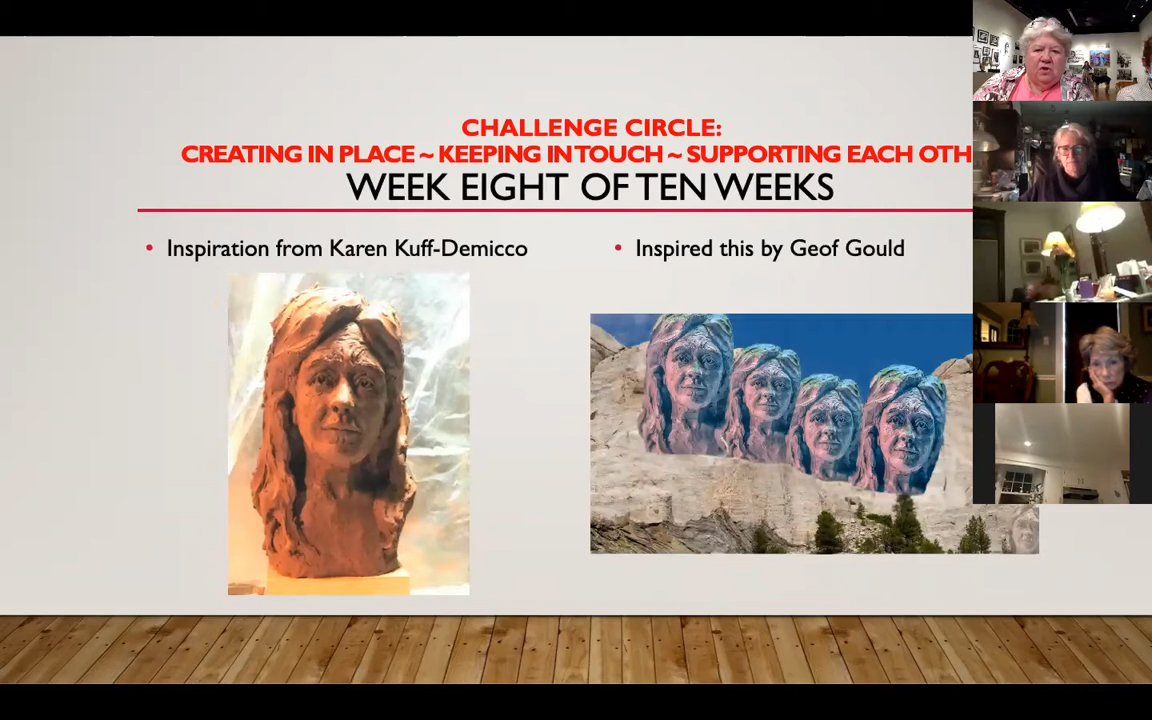 CHALLENGE CIRCLE:
CREATING IN PLACE ~ KEEPING IN TOUCH ~ SUPPORTING EACH OTH
WEEK EIGHT OF TEN WEEKS
• Inspiration from Karen Kuff-Demicco
• Inspired this by Geof Gould